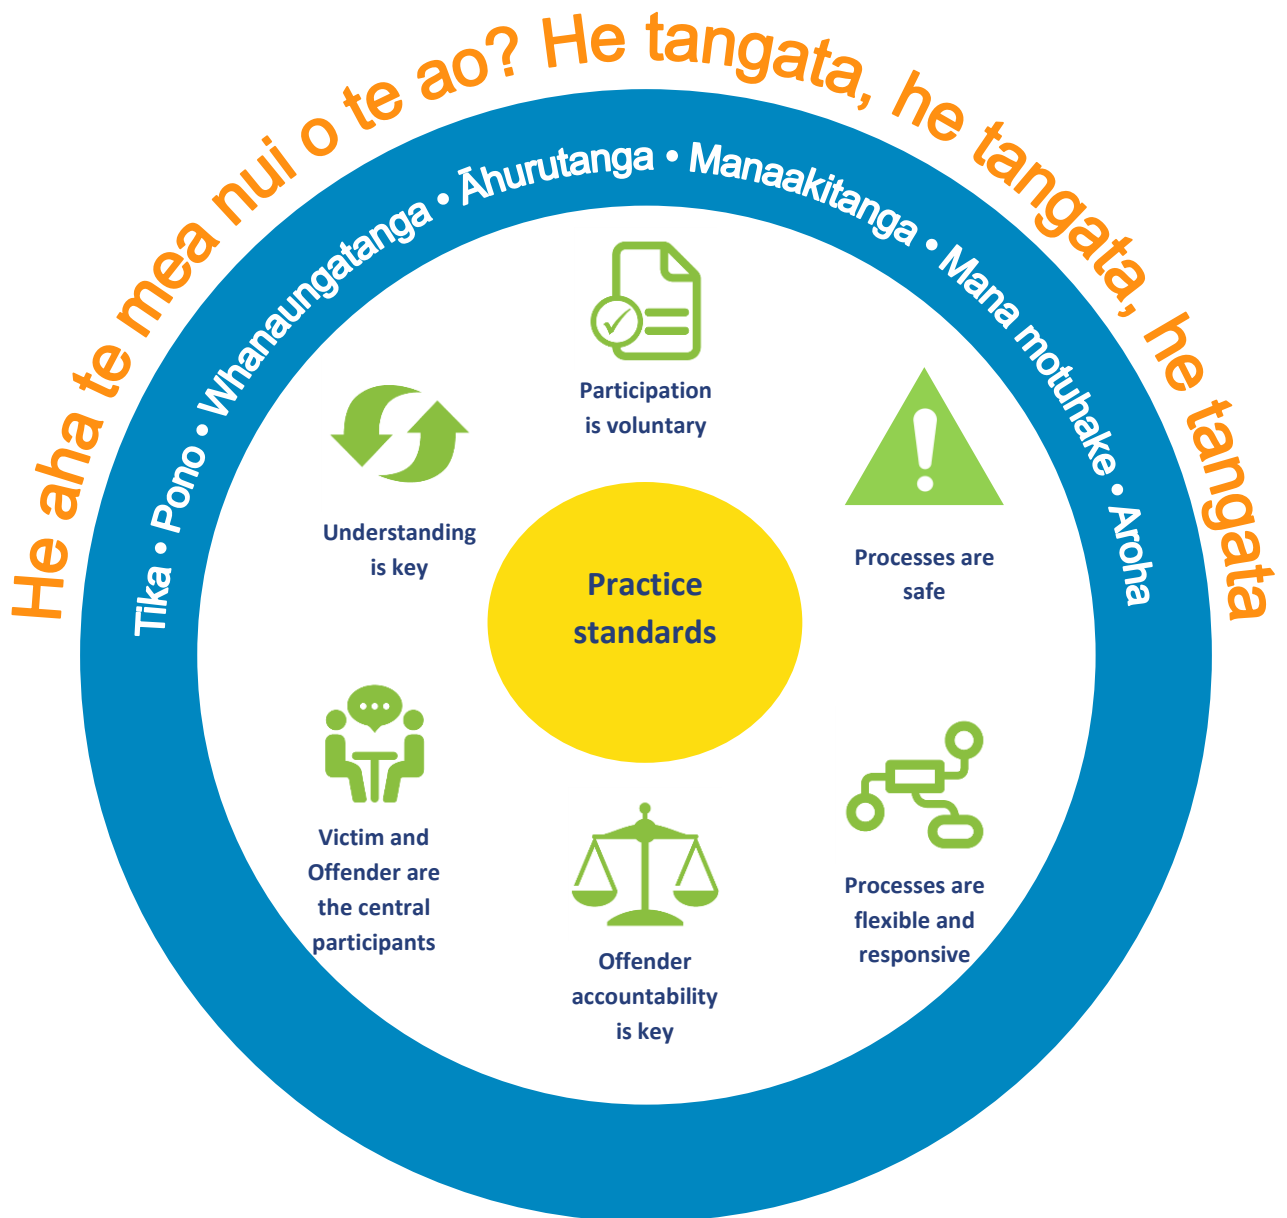 He aha te mea nui o te ao? He tangata, he tangata, he tangata
Tika • Pono • Whanaungatanga • Āhurutanga • Manaakitanga • Mana motuhake • Aroha
Participation
is voluntary
Understanding
is key
Processes are
safe
Practice
standards
Victim and
Offender are
the central
participants
Offender
accountability
is key
Processes are
flexible and
responsive